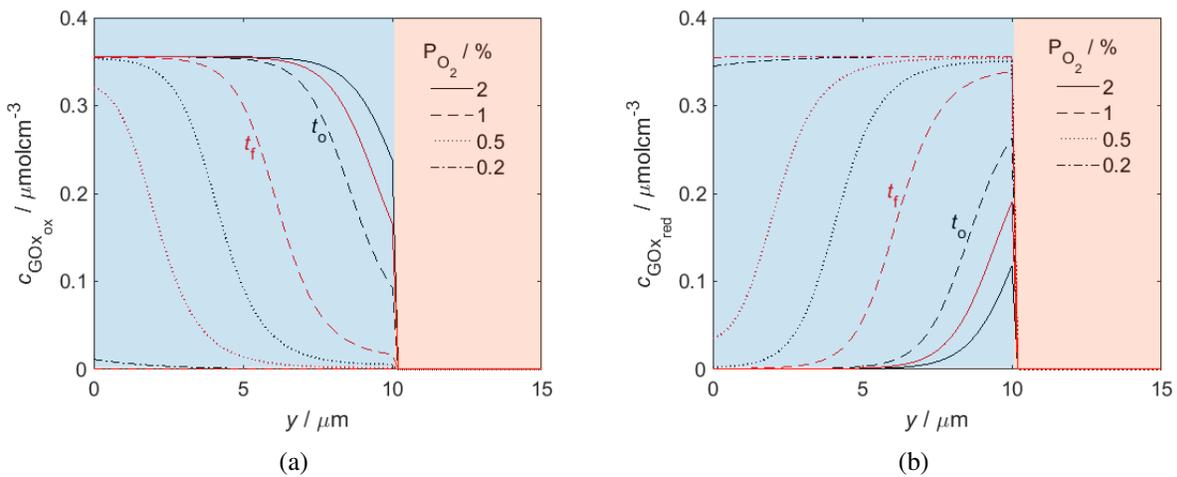 0.4
0.3
0.2
0.1
0
c_GOx_ox / μmolcm⁻³
P_O₂ / %
2
1
0.5
0.2
t_o
t_f
0 5 10 15
y / μm
(a)
0.4
0.3
0.2
0.1
0
c_GOx_red / μmolcm⁻³
P_O₂ / %
2
1
0.5
0.2
t_f
t_o
0 5 10 15
y / μm
(b)